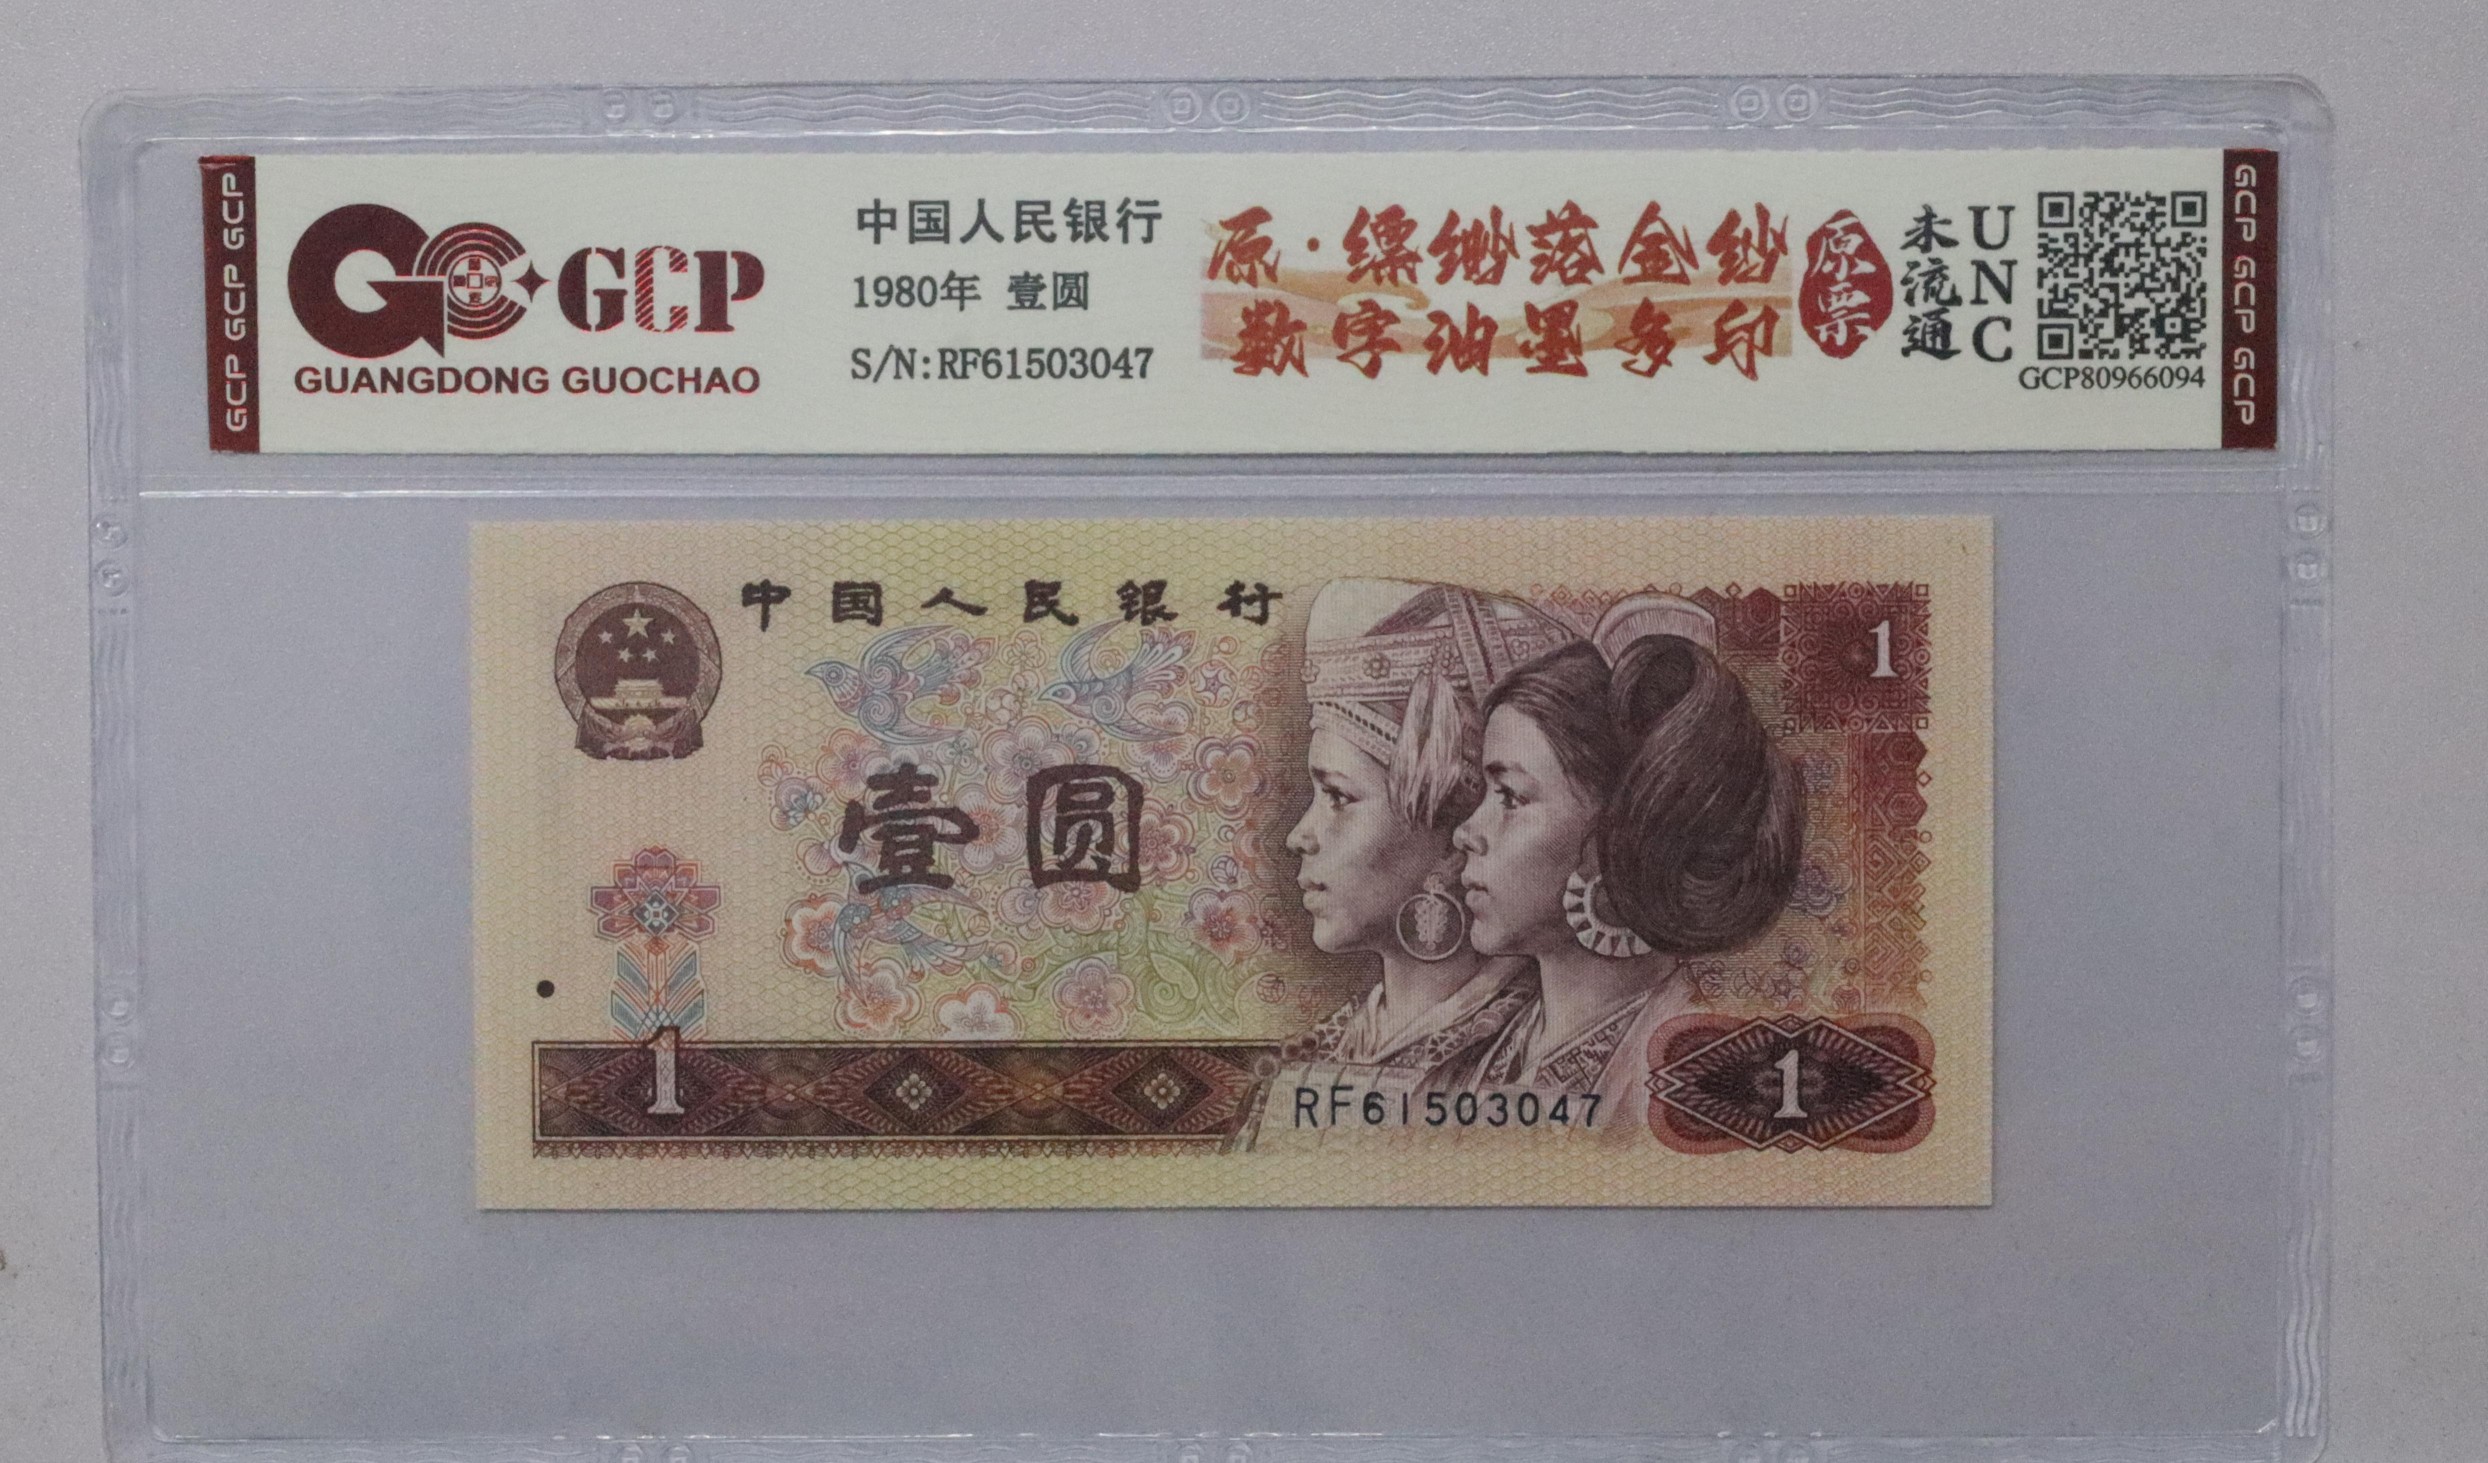 GCP GCP GCP
GCP
GUANGDONG GUOCHAO
中国人民银行
1980年 壹圆
S/N:RF61503047
原·缥缈落金纱
数字油墨多印
原票
未流通
UNC
GCP80966094
GCP GCP GCP
中国人民银行
1
壹圆
1
RF61503047
1